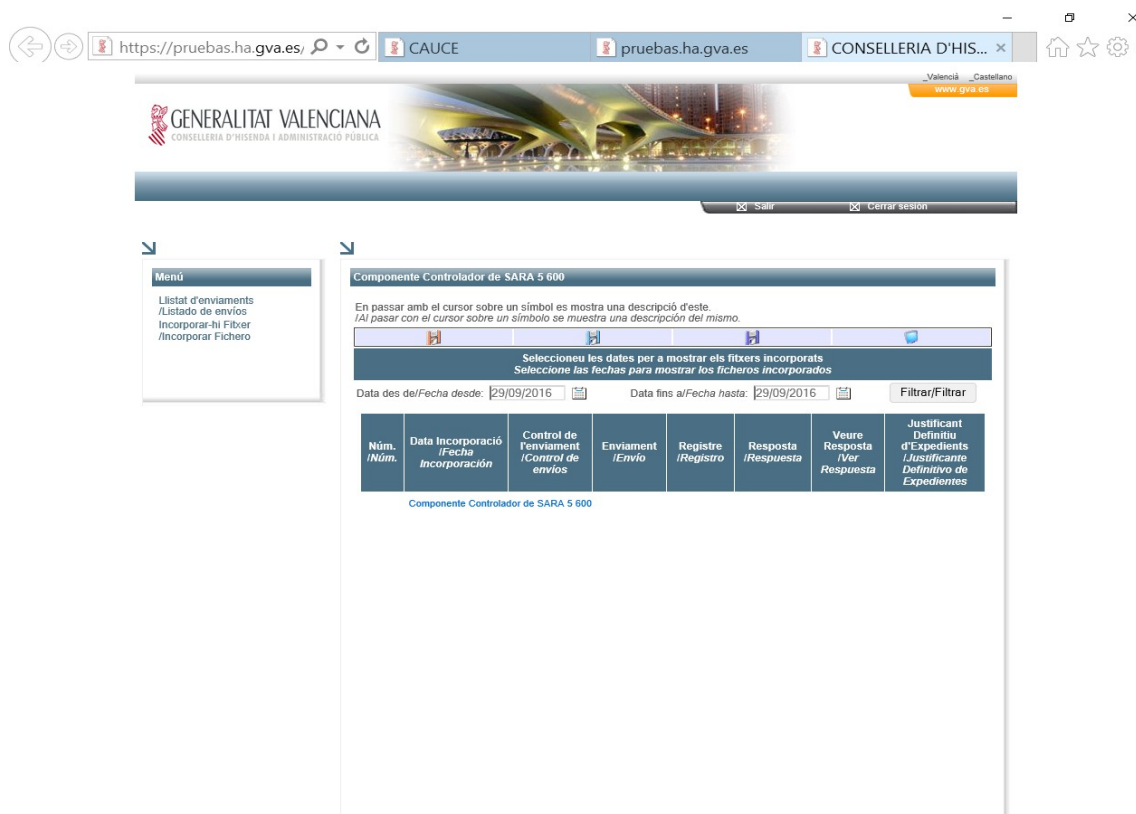 https://pruebas.ha.gva.es/
CAUCE
pruebas.ha.gva.es
CONSELLERIA D'HIS...
_Valencià _Castellano
www.gva.es
GENERALITAT VALENCIANA
CONSELLERIA D'HISENDA I ADMINISTRACIÓ PÚBLICA
Salir
Cerrar sesión
Menú
Llistat d'enviaments
/Listado de envíos
Incorporar-hi Fitxer
/Incorporar Fichero
Componente Controlador de SARA 5 600
En passar amb el cursor sobre un símbol es mostra una descripció d'este.
/Al pasar con el cursor sobre un símbolo se muestra una descripción del mismo.
Seleccioneu les dates per a mostrar els fitxers incorporats
Seleccione las fechas para mostrar los ficheros incorporados
Data des de/Fecha desde: 29/09/2016
Data fins a/Fecha hasta: 29/09/2016
Filtrar/Filtrar
Núm.
/Núm.
Data Incorporació
/Fecha
Incorporación
Control de
l'enviament
/Control de
envíos
Enviament
/Envío
Registre
/Registro
Resposta
/Respuesta
Veure
Resposta
/Ver
Respuesta
Justificant
Definitiu
d'Expedients
/Justificante
Definitivo de
Expedientes
Componente Controlador de SARA 5 600